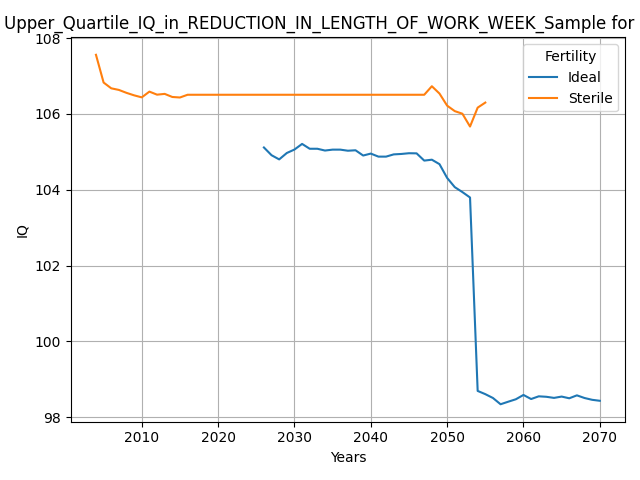 Upper_Quartile_IQ_in_REDUCTION_IN_LENGTH_OF_WORK_WEEK_Sample for
108
106
104
102
100
98
IQ
Fertility
Ideal
Sterile
2010 2020 2030 2040 2050 2060 2070
Years